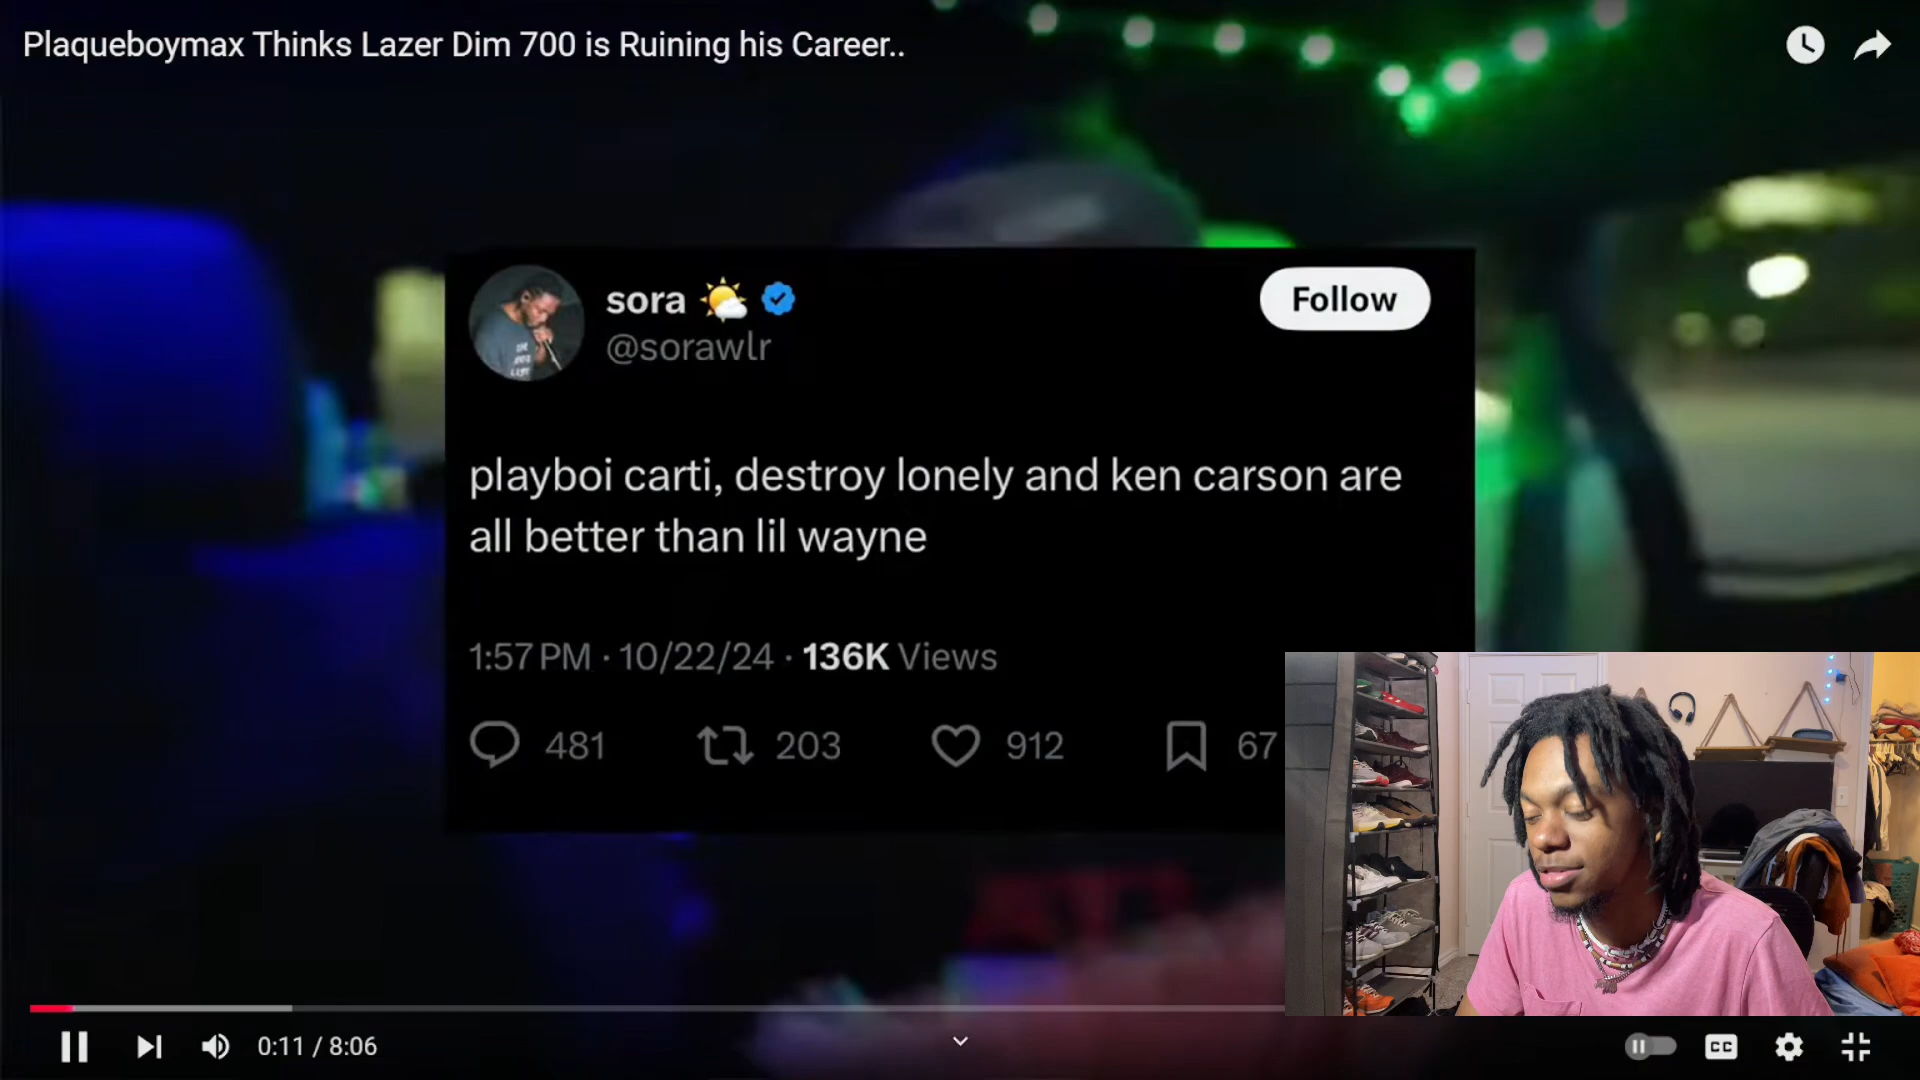 Plaqueboymax Thinks Lazer Dim 700 is Ruining his Career..
sora
@sorawlr
Follow
playboi carti, destroy lonely and ken carson are
all better than lil wayne
1:57 PM · 10/22/24 · 136K Views
481 203 912 67
0:11 / 8:06
CC